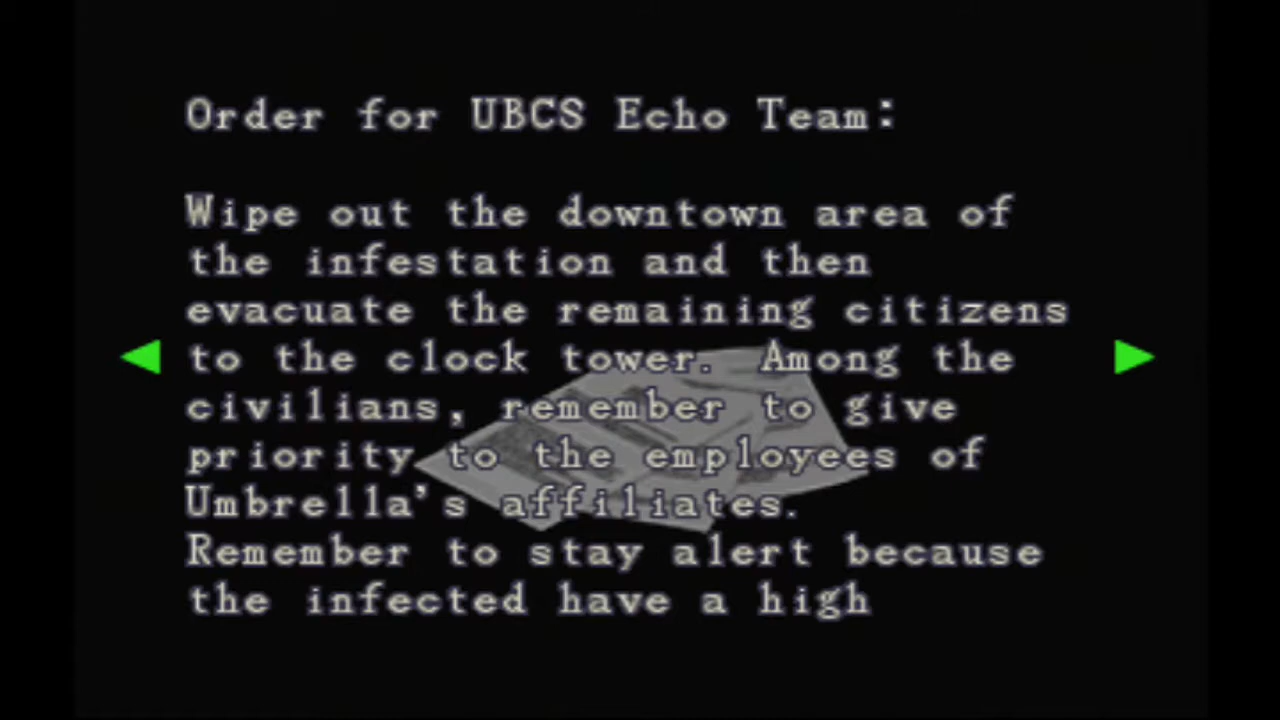 Order for UBCS Echo Team:
Wipe out the downtown area of
the infestation and then
evacuate the remaining citizens
to the clock tower. Among the
civilians, remember to give
priority to the employees of
Umbrella's affiliates.
Remember to stay alert because
the infected have a high